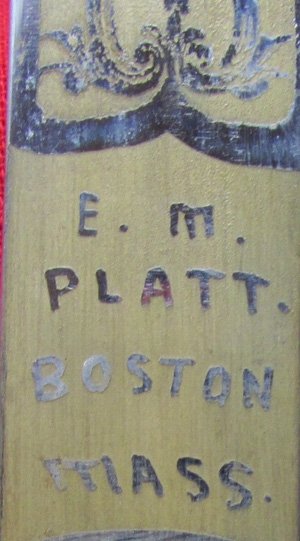 E. M.
PLATT.
BOSTON
MASS.